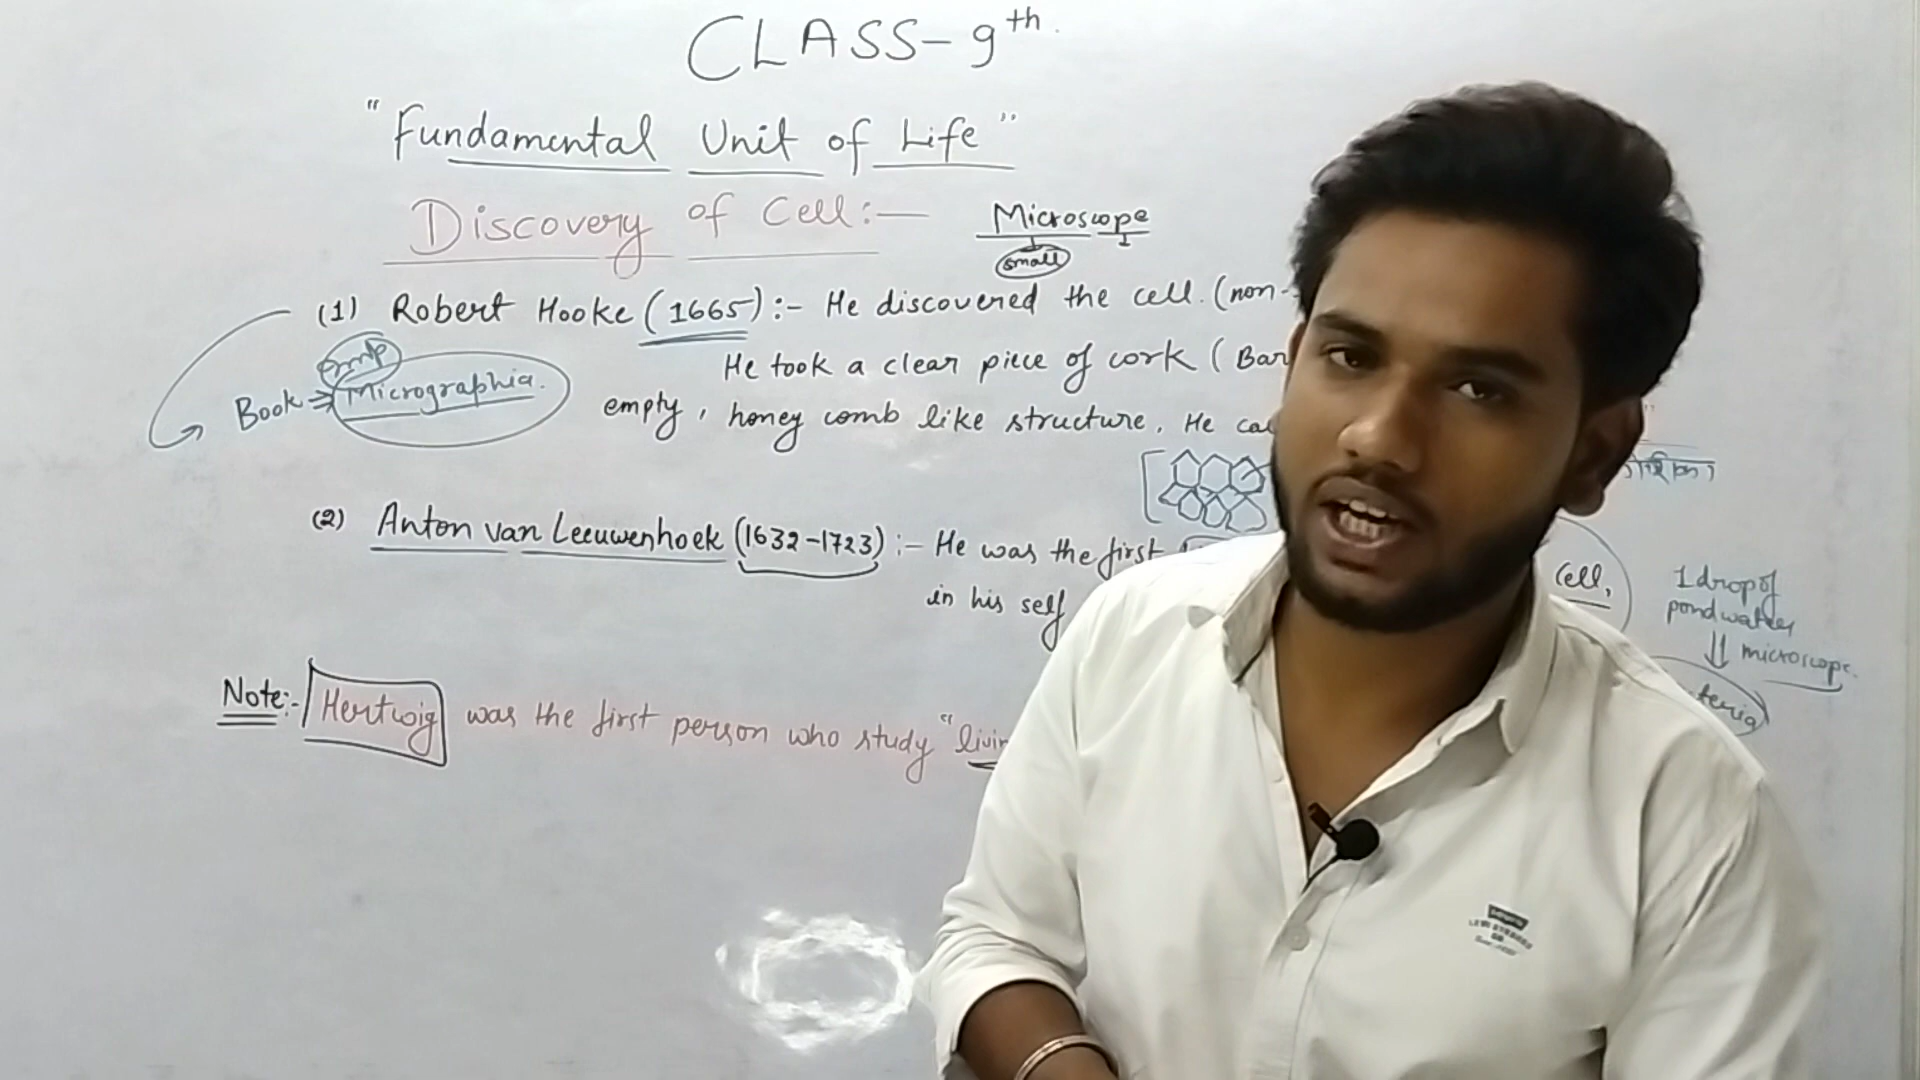 CLASS-9th.
"Fundamental Unit of Life"
Discovery of Cell:-
Microscope
small
(1) Robert Hooke (1665):- He discovered the cell. (non-
He took a clear piece of cork ( Bar
Book ⇒ Micrographia.
empty, honey comb like structure. He ca
(2) Anton van Leeuwenhoek (1632-1723):- He was the first
cell,
in his self
1 drop of
pond water
microscope.
teria
Note:- Hertwig was the first person who study "livin